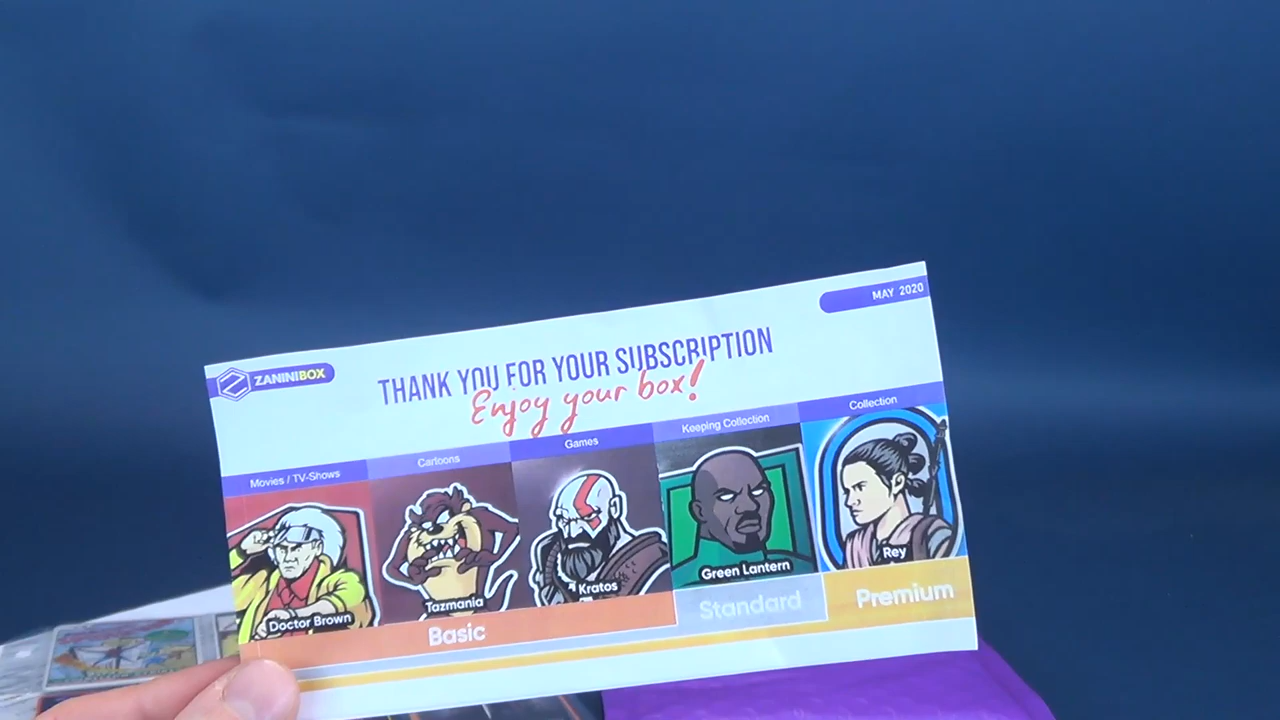 MAY 2020
ZANINIBOX
THANK YOU FOR YOUR SUBSCRIPTION
Enjoy your box!
Movies / TV-Shows
Cartoons
Games
Keeping Collection
Collection
Doctor Brown
Tazmania
Kratos
Green Lantern
Rey
Basic
Standard
Premium